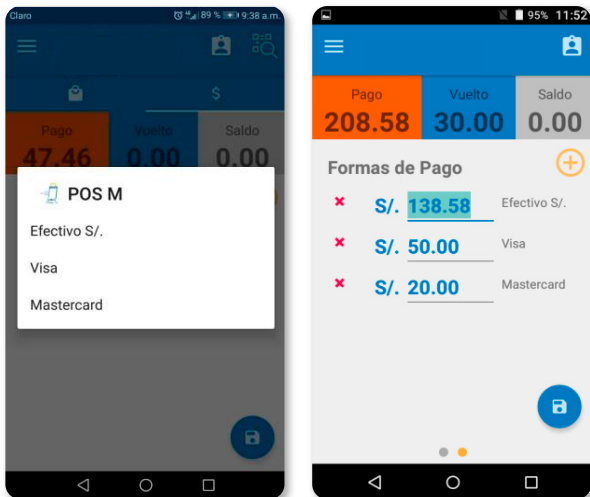 Claro 89 % 9:38 a.m.
$
Pago Vuelto Saldo
47.46 0.00 0.00
POS M
Efectivo S/.
Visa
Mastercard
95% 11:52
Pago Vuelto Saldo
208.58 30.00 0.00
Formas de Pago
S/. 138.58 Efectivo S/.
S/. 50.00 Visa
S/. 20.00 Mastercard